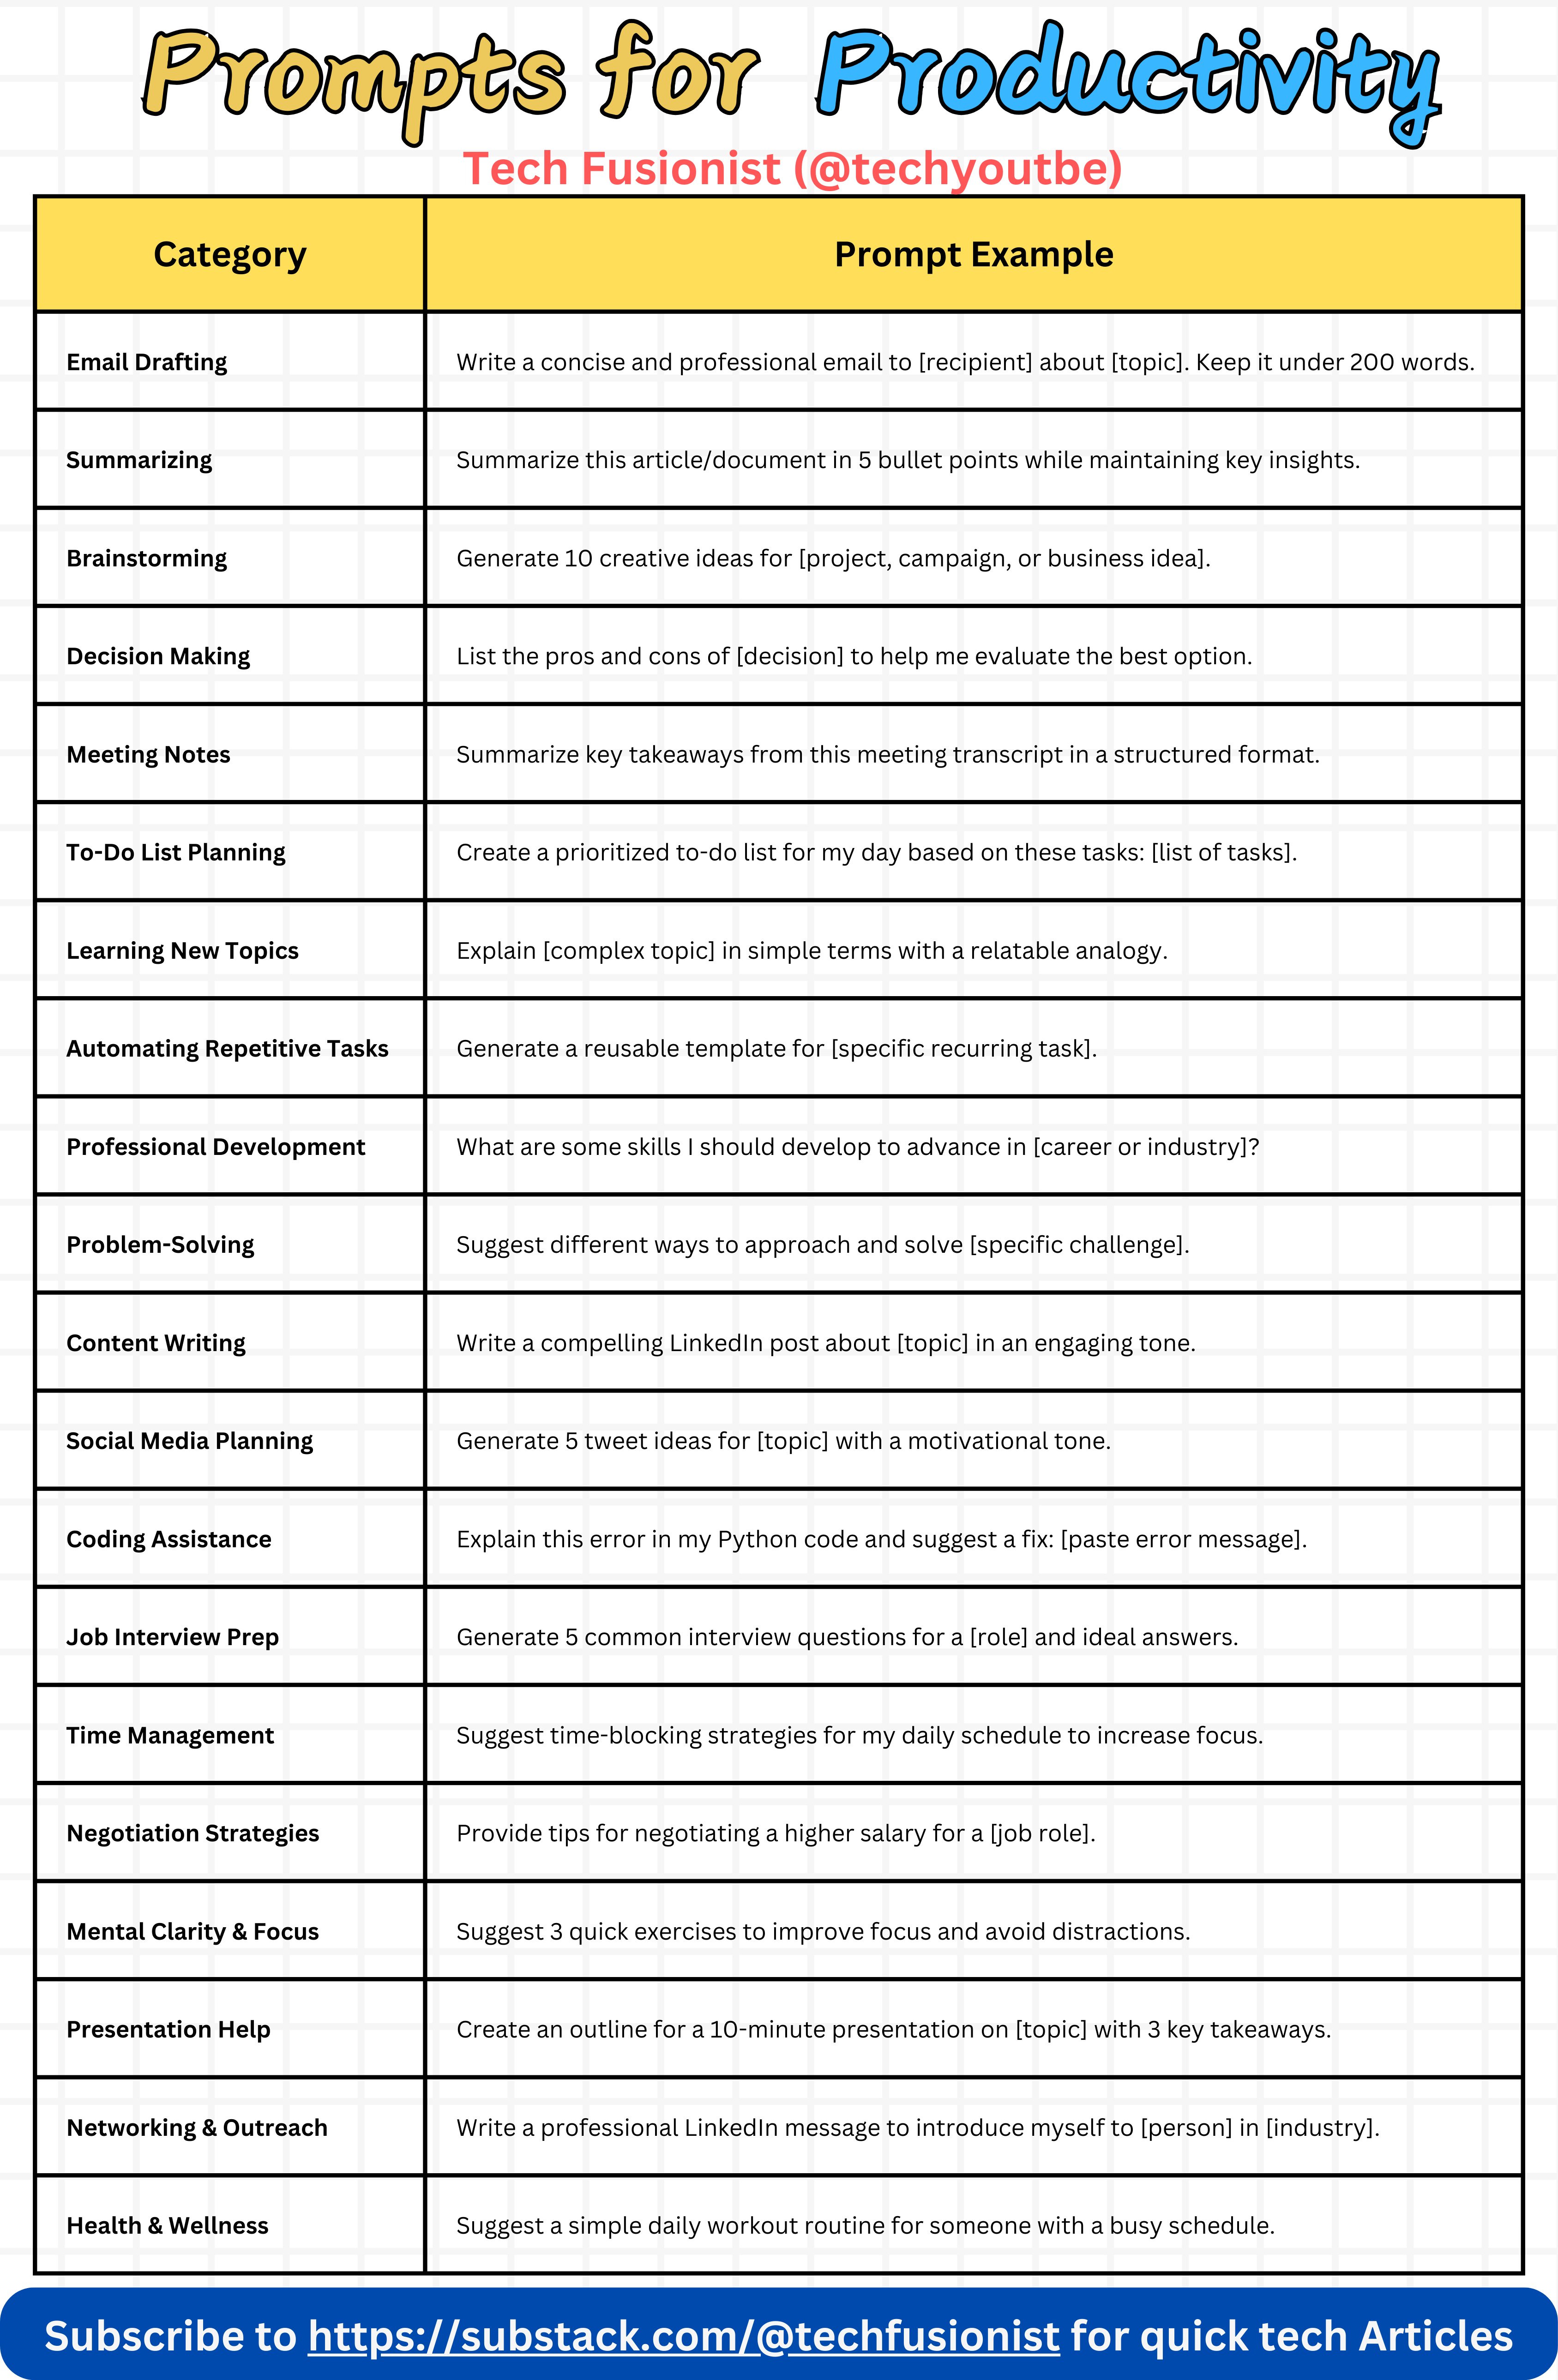 Prompts for Productivity
Tech Fusionist (@techyoutbe)
Category Prompt Example
Email Drafting Write a concise and professional email to [recipient] about [topic]. Keep it under 200 words.
Summarizing Summarize this article/document in 5 bullet points while maintaining key insights.
Brainstorming Generate 10 creative ideas for [project, campaign, or business idea].
Decision Making List the pros and cons of [decision] to help me evaluate the best option.
Meeting Notes Summarize key takeaways from this meeting transcript in a structured format.
To-Do List Planning Create a prioritized to-do list for my day based on these tasks: [list of tasks].
Learning New Topics Explain [complex topic] in simple terms with a relatable analogy.
Automating Repetitive Tasks Generate a reusable template for [specific recurring task].
Professional Development What are some skills I should develop to advance in [career or industry]?
Problem-Solving Suggest different ways to approach and solve [specific challenge].
Content Writing Write a compelling LinkedIn post about [topic] in an engaging tone.
Social Media Planning Generate 5 tweet ideas for [topic] with a motivational tone.
Coding Assistance Explain this error in my Python code and suggest a fix: [paste error message].
Job Interview Prep Generate 5 common interview questions for a [role] and ideal answers.
Time Management Suggest time-blocking strategies for my daily schedule to increase focus.
Negotiation Strategies Provide tips for negotiating a higher salary for a [job role].
Mental Clarity & Focus Suggest 3 quick exercises to improve focus and avoid distractions.
Presentation Help Create an outline for a 10-minute presentation on [topic] with 3 key takeaways.
Networking & Outreach Write a professional LinkedIn message to introduce myself to [person] in [industry].
Health & Wellness Suggest a simple daily workout routine for someone with a busy schedule.
Subscribe to https://substack.com/@techfusionist for quick tech Articles